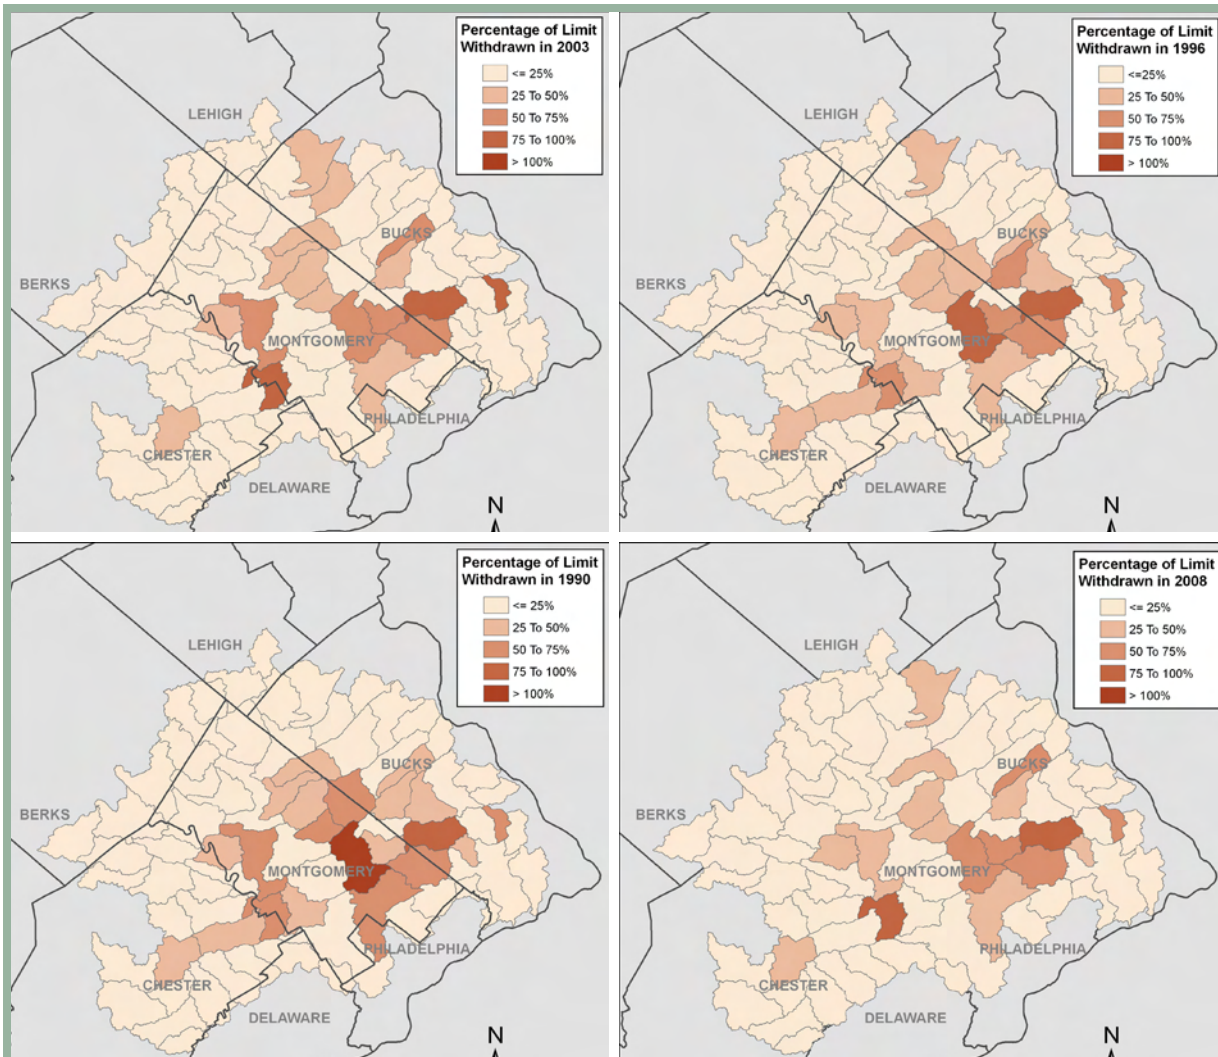 Percentage of Limit
Withdrawn in 2003
<= 25%
25 To 50%
50 To 75%
75 To 100%
> 100%
LEHIGH
BUCKS
BERKS
MONTGOMERY
PHILADELPHIA
CHESTER
DELAWARE
N
Percentage of Limit
Withdrawn in 1996
<=25%
25 To 50%
50 To 75%
75 To 100%
> 100%
LEHIGH
BUCKS
BERKS
MONTGOMERY
PHILADELPHIA
CHESTER
DELAWARE
N
Percentage of Limit
Withdrawn in 1990
<= 25%
25 To 50%
50 To 75%
75 To 100%
> 100%
LEHIGH
BUCKS
BERKS
MONTGOMERY
PHILADELPHIA
CHESTER
DELAWARE
N
Percentage of Limit
Withdrawn in 2008
<= 25%
25 To 50%
50 To 75%
75 To 100%
> 100%
LEHIGH
BUCKS
BERKS
MONTGOMERY
PHILADELPHIA
CHESTER
DELAWARE
N